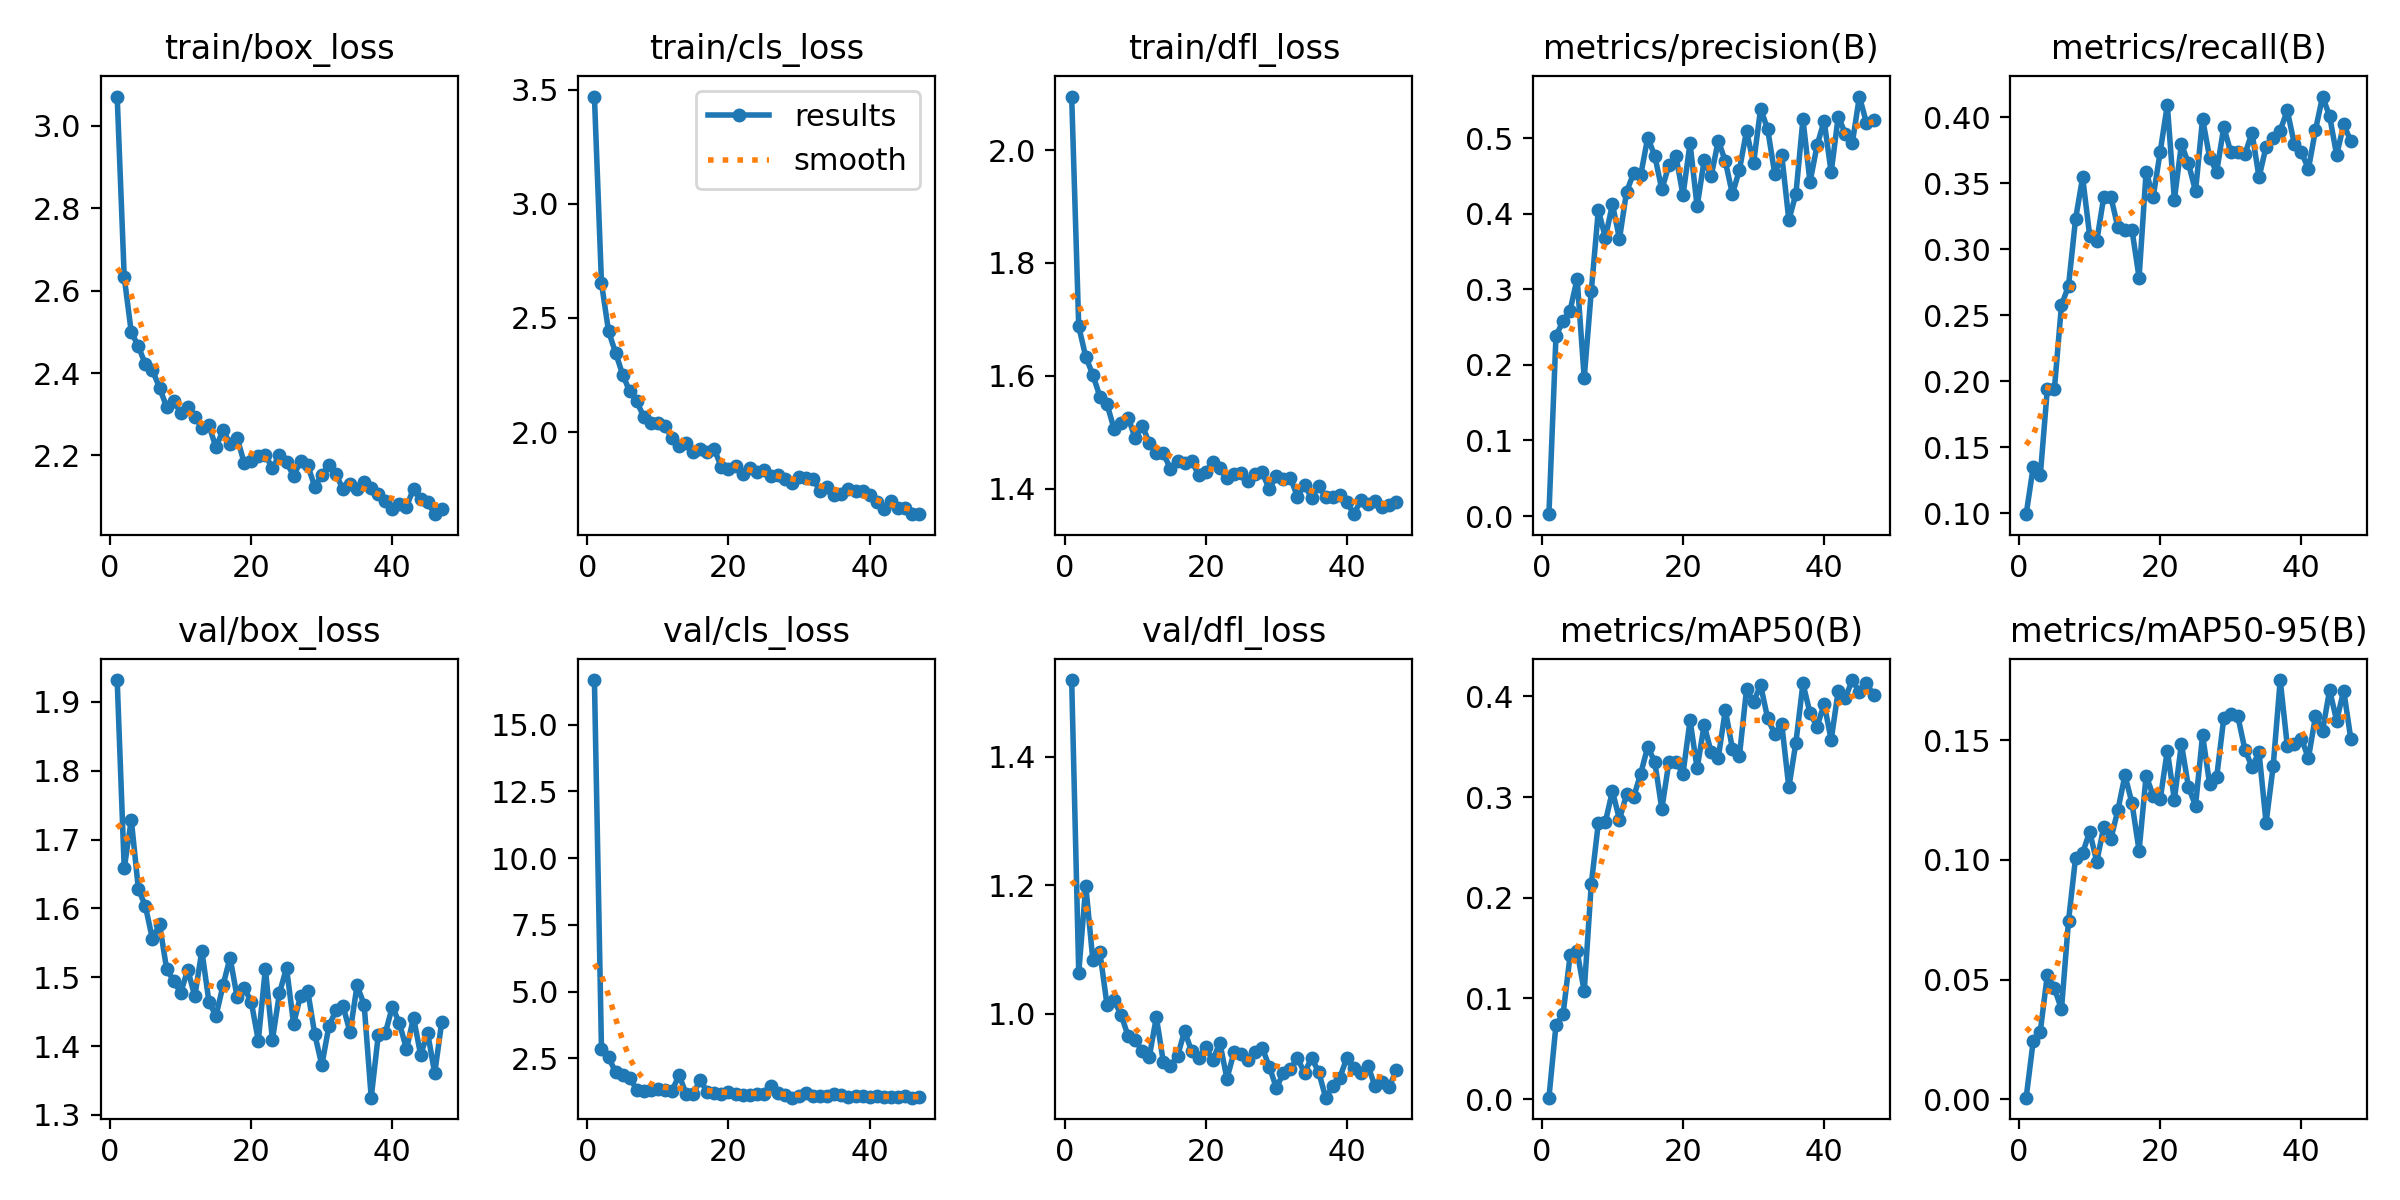 train/box_loss
3.0
2.8
2.6
2.4
2.2
0 20 40
train/cls_loss
results
smooth
3.5
3.0
2.5
2.0
0 20 40
train/dfl_loss
2.0
1.8
1.6
1.4
0 20 40
metrics/precision(B)
0.5
0.4
0.3
0.2
0.1
0.0
0 20 40
metrics/recall(B)
0.40
0.35
0.30
0.25
0.20
0.15
0.10
0 20 40
val/box_loss
1.9
1.8
1.7
1.6
1.5
1.4
1.3
0 20 40
val/cls_loss
15.0
12.5
10.0
7.5
5.0
2.5
0 20 40
val/dfl_loss
1.4
1.2
1.0
0 20 40
metrics/mAP50(B)
0.4
0.3
0.2
0.1
0.0
0 20 40
metrics/mAP50-95(B)
0.15
0.10
0.05
0.00
0 20 40